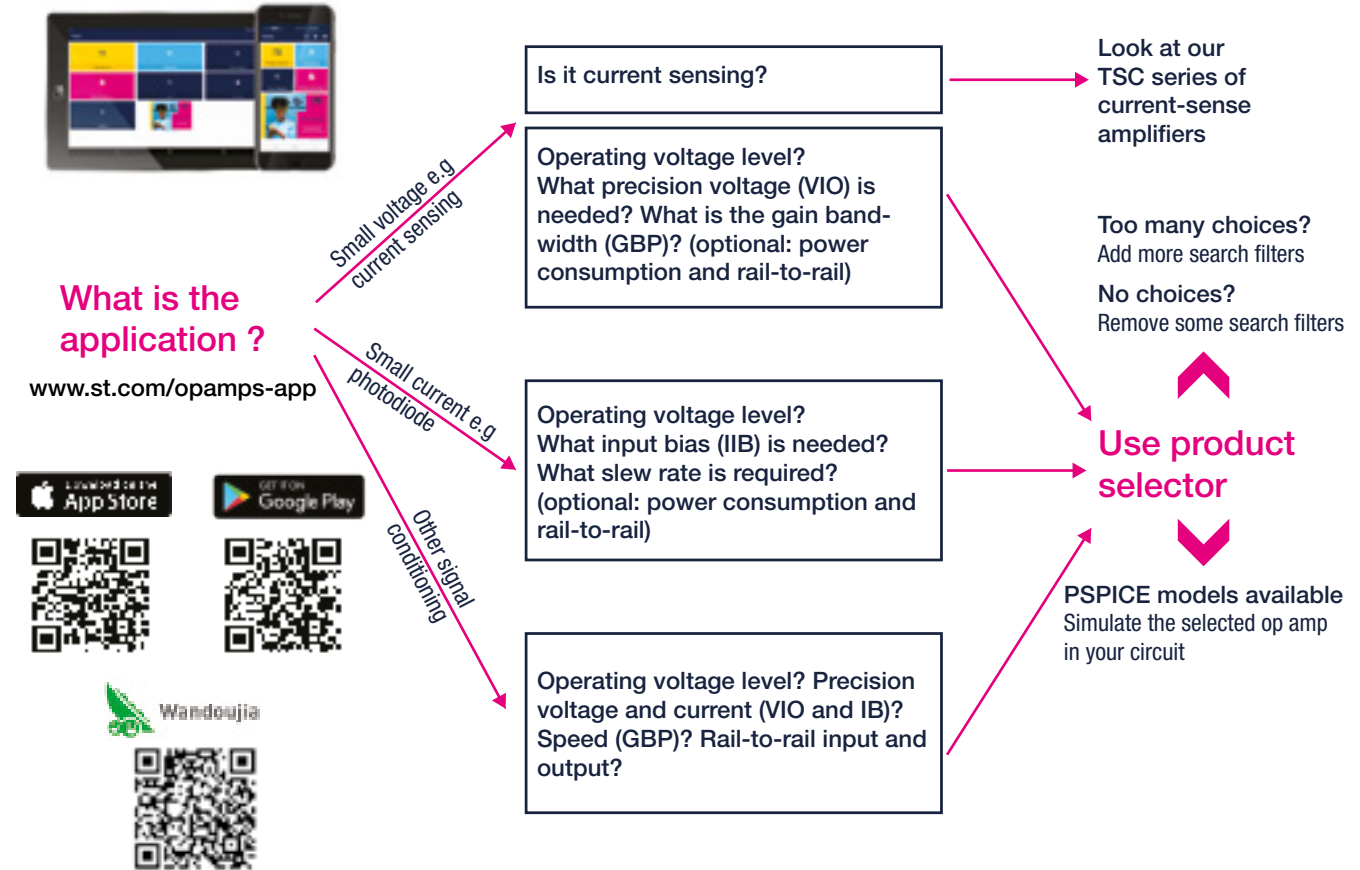 What is the
application ?
www.st.com/opamps-app
App Store
GET IT ON
Google Play
Wandoujia
Small voltage e.g
current sensing
Small current e.g
photodiode
Other signal
conditioning
Is it current sensing?
Operating voltage level?
What precision voltage (VIO) is
needed? What is the gain band-
width (GBP)? (optional: power
consumption and rail-to-rail)
Operating voltage level?
What input bias (IIB) is needed?
What slew rate is required?
(optional: power consumption and
rail-to-rail)
Operating voltage level? Precision
voltage and current (VIO and IB)?
Speed (GBP)? Rail-to-rail input and
output?
Look at our
TSC series of
current-sense
amplifiers
Too many choices?
Add more search filters
No choices?
Remove some search filters
Use product
selector
PSPICE models available
Simulate the selected op amp
in your circuit